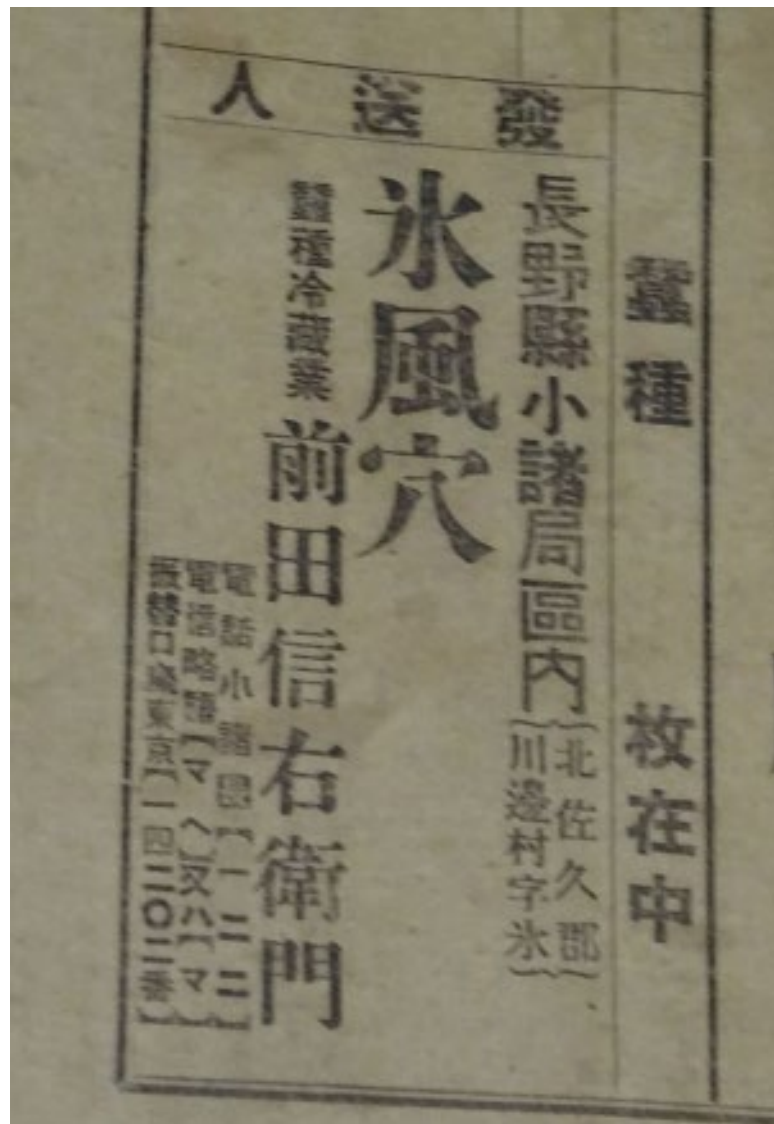 蠶種 枚在中
發送人
長野縣小諸局區內
北佐久郡
川邊村字氷
氷風穴
蠶種冷藏業
前田信右衛門
電話小諸【一二二】
電信略語【マヘ】又ハ【マ】
振替口座東京【一四二〇二番】